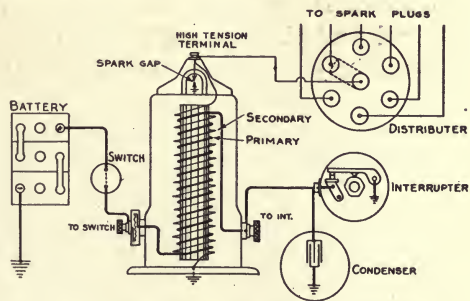 TO SPARK PLUGS
HIGH TENSION
TERMINAL
SPARK GAP
BATTERY
SECONDARY
PRIMARY
DISTRIBUTER
SWITCH
INTERRUPTER
TO SWITCH
TO INT.
CONDENSER